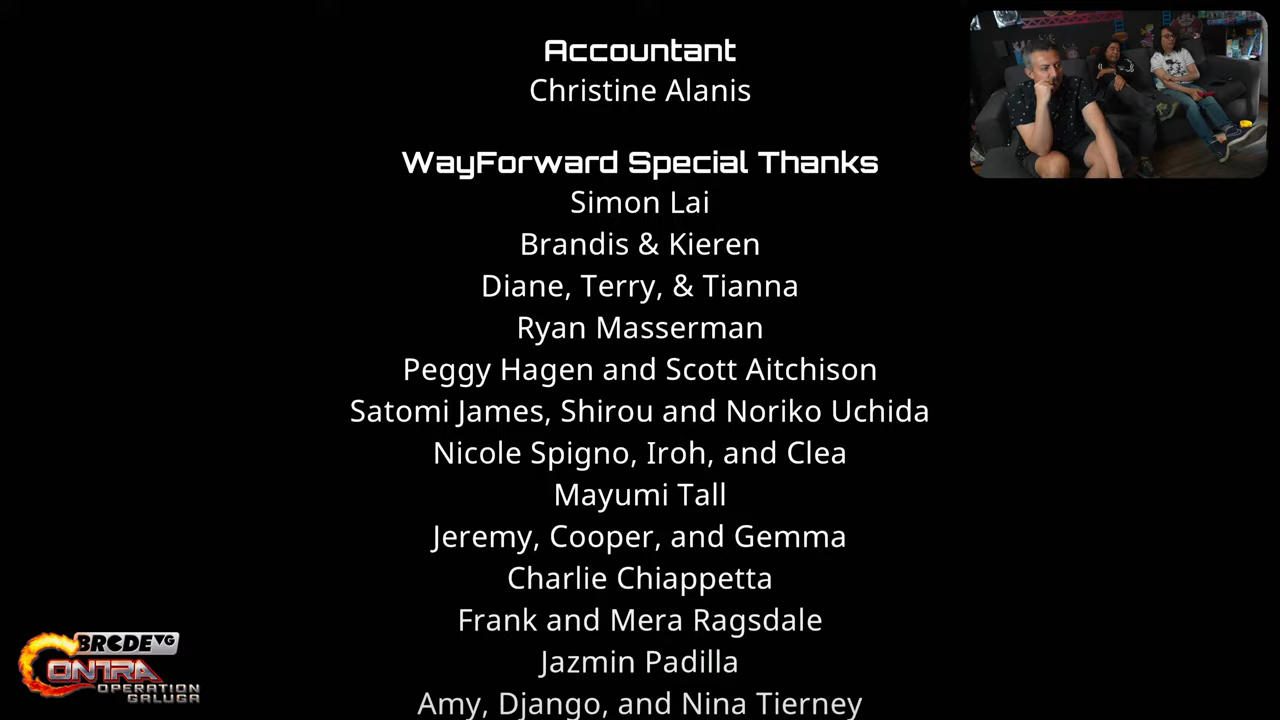 Accountant
Christine Alanis
WayForward Special Thanks
Simon Lai
Brandis & Kieren
Diane, Terry, & Tianna
Ryan Masserman
Peggy Hagen and Scott Aitchison
Satomi James, Shirou and Noriko Uchida
Nicole Spigno, Iroh, and Clea
Mayumi Tall
Jeremy, Cooper, and Gemma
Charlie Chiappetta
Frank and Mera Ragsdale
Jazmin Padilla
Amy, Django, and Nina Tierney
BRCDEVG
CONTRA
OPERATION
GALUGA